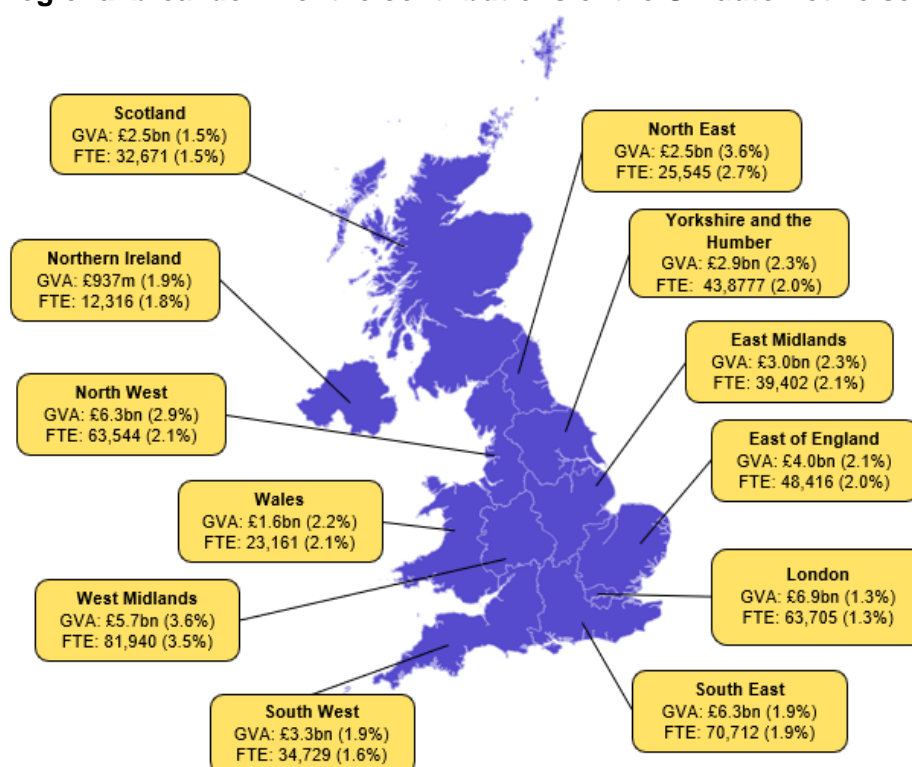 Scotland
GVA: £2.5bn (1.5%)
FTE: 32,671 (1.5%)
North East
GVA: £2.5bn (3.6%)
FTE: 25,545 (2.7%)
Yorkshire and the
Humber
GVA: £2.9bn (2.3%)
FTE: 43,8777 (2.0%)
Northern Ireland
GVA: £937m (1.9%)
FTE: 12,316 (1.8%)
East Midlands
GVA: £3.0bn (2.3%)
FTE: 39,402 (2.1%)
North West
GVA: £6.3bn (2.9%)
FTE: 63,544 (2.1%)
East of England
GVA: £4.0bn (2.1%)
FTE: 48,416 (2.0%)
Wales
GVA: £1.6bn (2.2%)
FTE: 23,161 (2.1%)
London
GVA: £6.9bn (1.3%)
FTE: 63,705 (1.3%)
West Midlands
GVA: £5.7bn (3.6%)
FTE: 81,940 (3.5%)
South East
GVA: £6.3bn (1.9%)
FTE: 70,712 (1.9%)
South West
GVA: £3.3bn (1.9%)
FTE: 34,729 (1.6%)